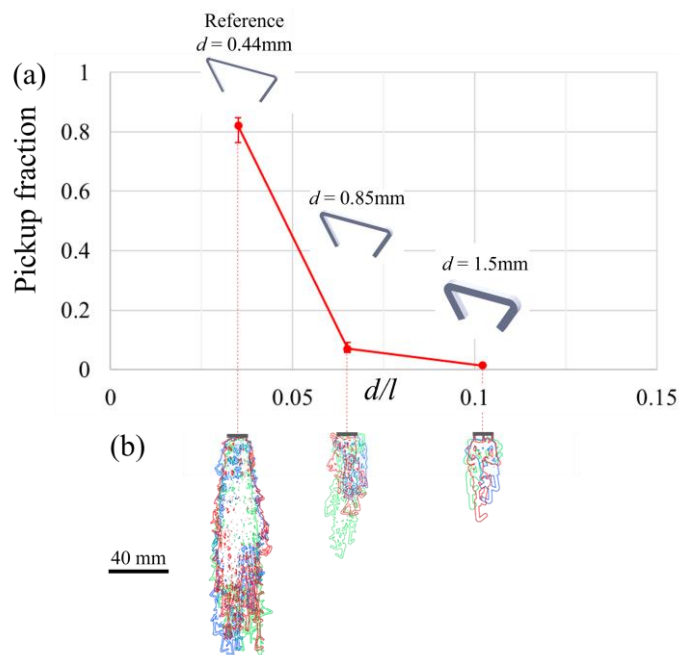 Reference
d = 0.44mm
(a)
Pickup fraction
1
0.8
0.6
0.4
0.2
0
d = 0.85mm
d = 1.5mm
0
0.05
d/l
0.1
0.15
(b)
40 mm